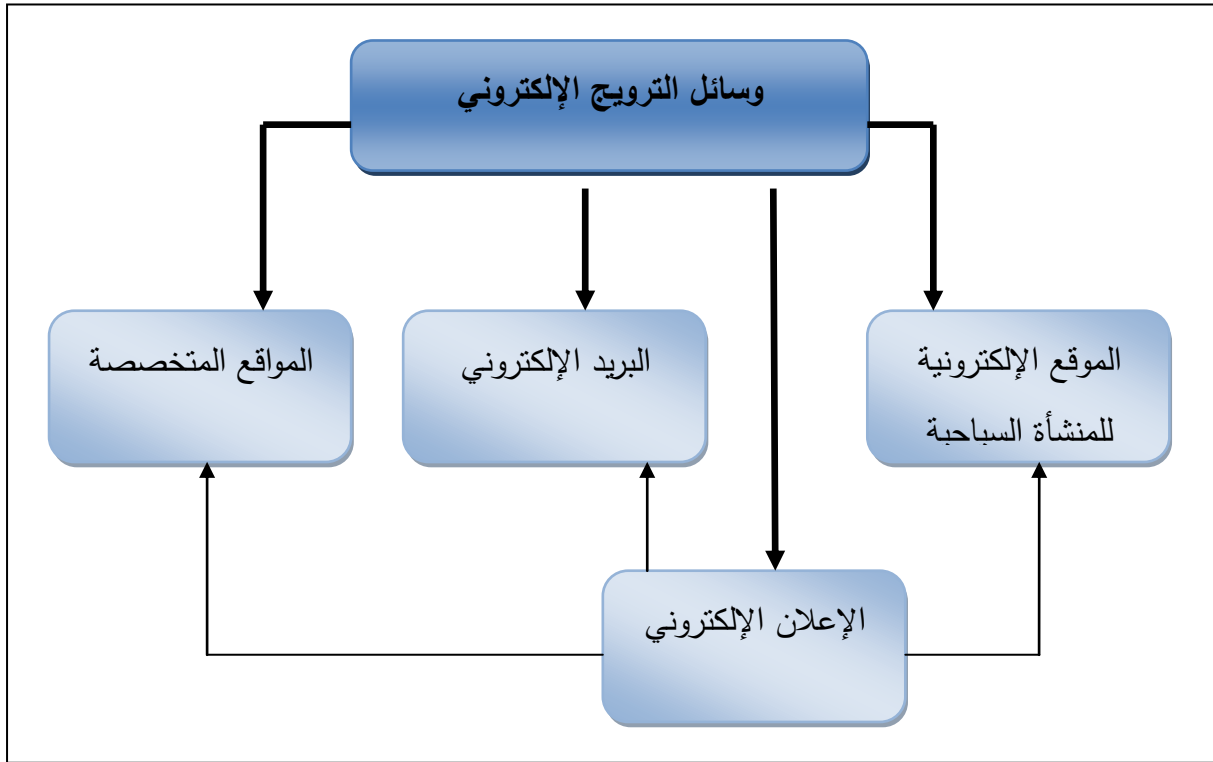 وسائل الترويج الإلكتروني
الموقع الإلكترونية
للمنشأة السياحية
البريد الإلكتروني
المواقع المتخصصة
الإعلان الإلكتروني